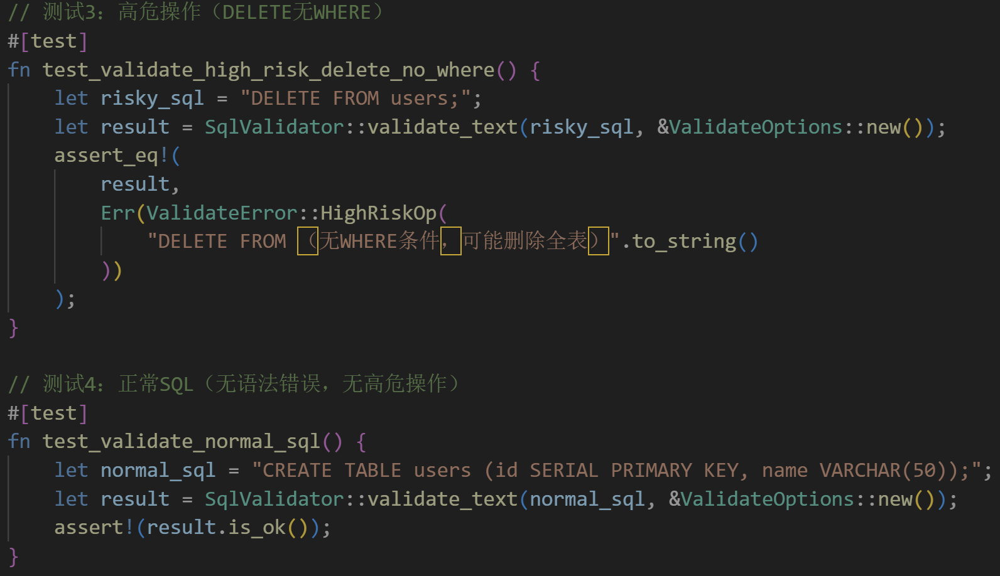 // 测试3：高危操作（DELETE无WHERE）
#[test]
fn test_validate_high_risk_delete_no_where() {
    let risky_sql = "DELETE FROM users;";
    let result = SqlValidator::validate_text(risky_sql, &ValidateOptions::new());
    assert_eq!(
        result,
        Err(ValidateError::HighRiskOp(
            "DELETE FROM （无WHERE条件，可能删除全表）".to_string()
        ))
    );
}

// 测试4：正常SQL（无语法错误，无高危操作）
#[test]
fn test_validate_normal_sql() {
    let normal_sql = "CREATE TABLE users (id SERIAL PRIMARY KEY, name VARCHAR(50));";
    let result = SqlValidator::validate_text(normal_sql, &ValidateOptions::new());
    assert!(result.is_ok());
}